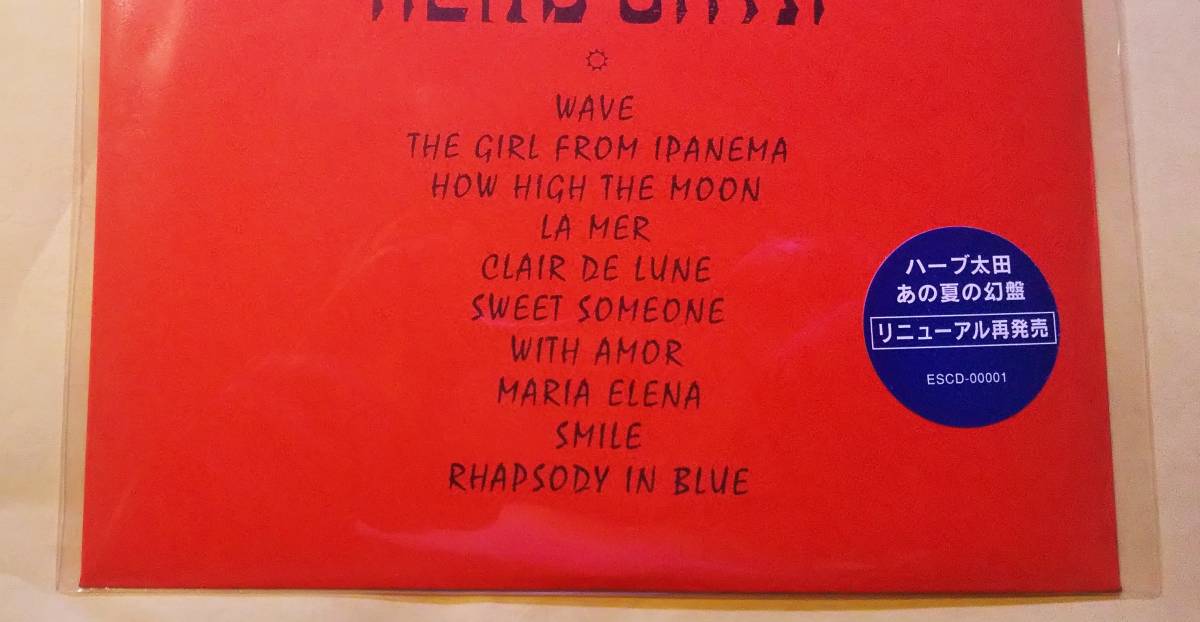 WAVE
THE GIRL FROM IPANEMA
HOW HIGH THE MOON
LA MER
CLAIR DE LUNE
SWEET SOMEONE
WITH AMOR
MARIA ELENA
SMILE
RHAPSODY IN BLUE
ハーブ太田
あの夏の幻盤
リニューアル再発売
ESCD-00001